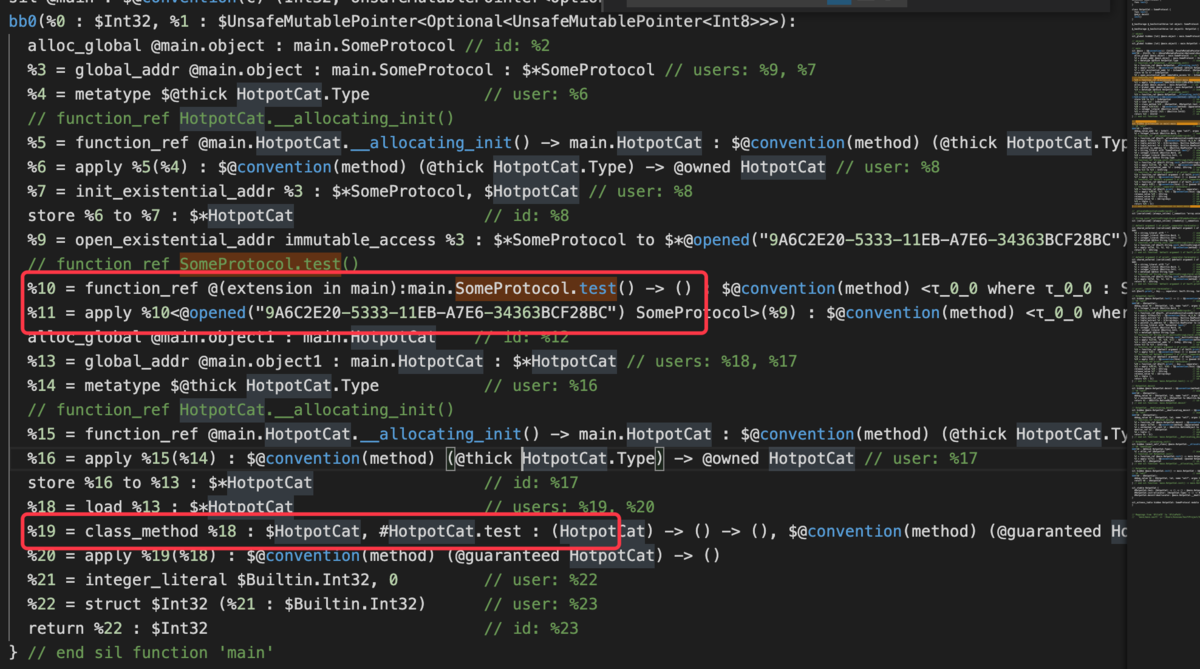 bb0(%0 : $Int32, %1 : $UnsafeMutablePointer<Optional<UnsafeMutablePointer<Int8>>>):
alloc_global @main.object : main.SomeProtocol // id: %2
%3 = global_addr @main.object : main.SomeProtocol : $*SomeProtocol // users: %9, %7
%4 = metatype $@thick HotpotCat.Type // user: %6
// function_ref HotpotCat.__allocating_init()
%5 = function_ref @main.HotpotCat.__allocating_init() -> main.HotpotCat : $@convention(method) (@thick HotpotCat.Typ
%6 = apply %5(%4) : $@convention(method) (@thick HotpotCat.Type) -> @owned HotpotCat // user: %8
%7 = init_existential_addr %3 : $*SomeProtocol, $HotpotCat // user: %8
store %6 to %7 : $*HotpotCat // id: %8
%9 = open_existential_addr immutable_access %3 : $*SomeProtocol to $*@opened("9A6C2E20-5333-11EB-A7E6-34363BCF28BC")
// function_ref SomeProtocol.test()
%10 = function_ref @(extension in main):main.SomeProtocol.test() -> () : $@convention(method) <τ_0_0 where τ_0_0 : S
%11 = apply %10<@opened("9A6C2E20-5333-11EB-A7E6-34363BCF28BC") SomeProtocol>(%9) : $@convention(method) <τ_0_0 wher
alloc_global @main.object1 : main.HotpotCat // id: %12
%13 = global_addr @main.object1 : main.HotpotCat : $*HotpotCat // users: %18, %17
%14 = metatype $@thick HotpotCat.Type // user: %16
// function_ref HotpotCat.__allocating_init()
%15 = function_ref @main.HotpotCat.__allocating_init() -> main.HotpotCat : $@convention(method) (@thick HotpotCat.Ty
%16 = apply %15(%14) : $@convention(method) (@thick HotpotCat.Type) -> @owned HotpotCat // user: %17
store %16 to %13 : $*HotpotCat // id: %17
%18 = load %13 : $*HotpotCat // users: %19, %20
%19 = class_method %18 : $HotpotCat, #HotpotCat.test : (HotpotCat) -> () -> (), $@convention(method) (@guaranteed Ho
%20 = apply %19(%18) : $@convention(method) (@guaranteed HotpotCat) -> ()
%21 = integer_literal $Builtin.Int32, 0 // user: %22
%22 = struct $Int32 (%21 : $Builtin.Int32) // user: %23
return %22 : $Int32 // id: %23
} // end sil function 'main'